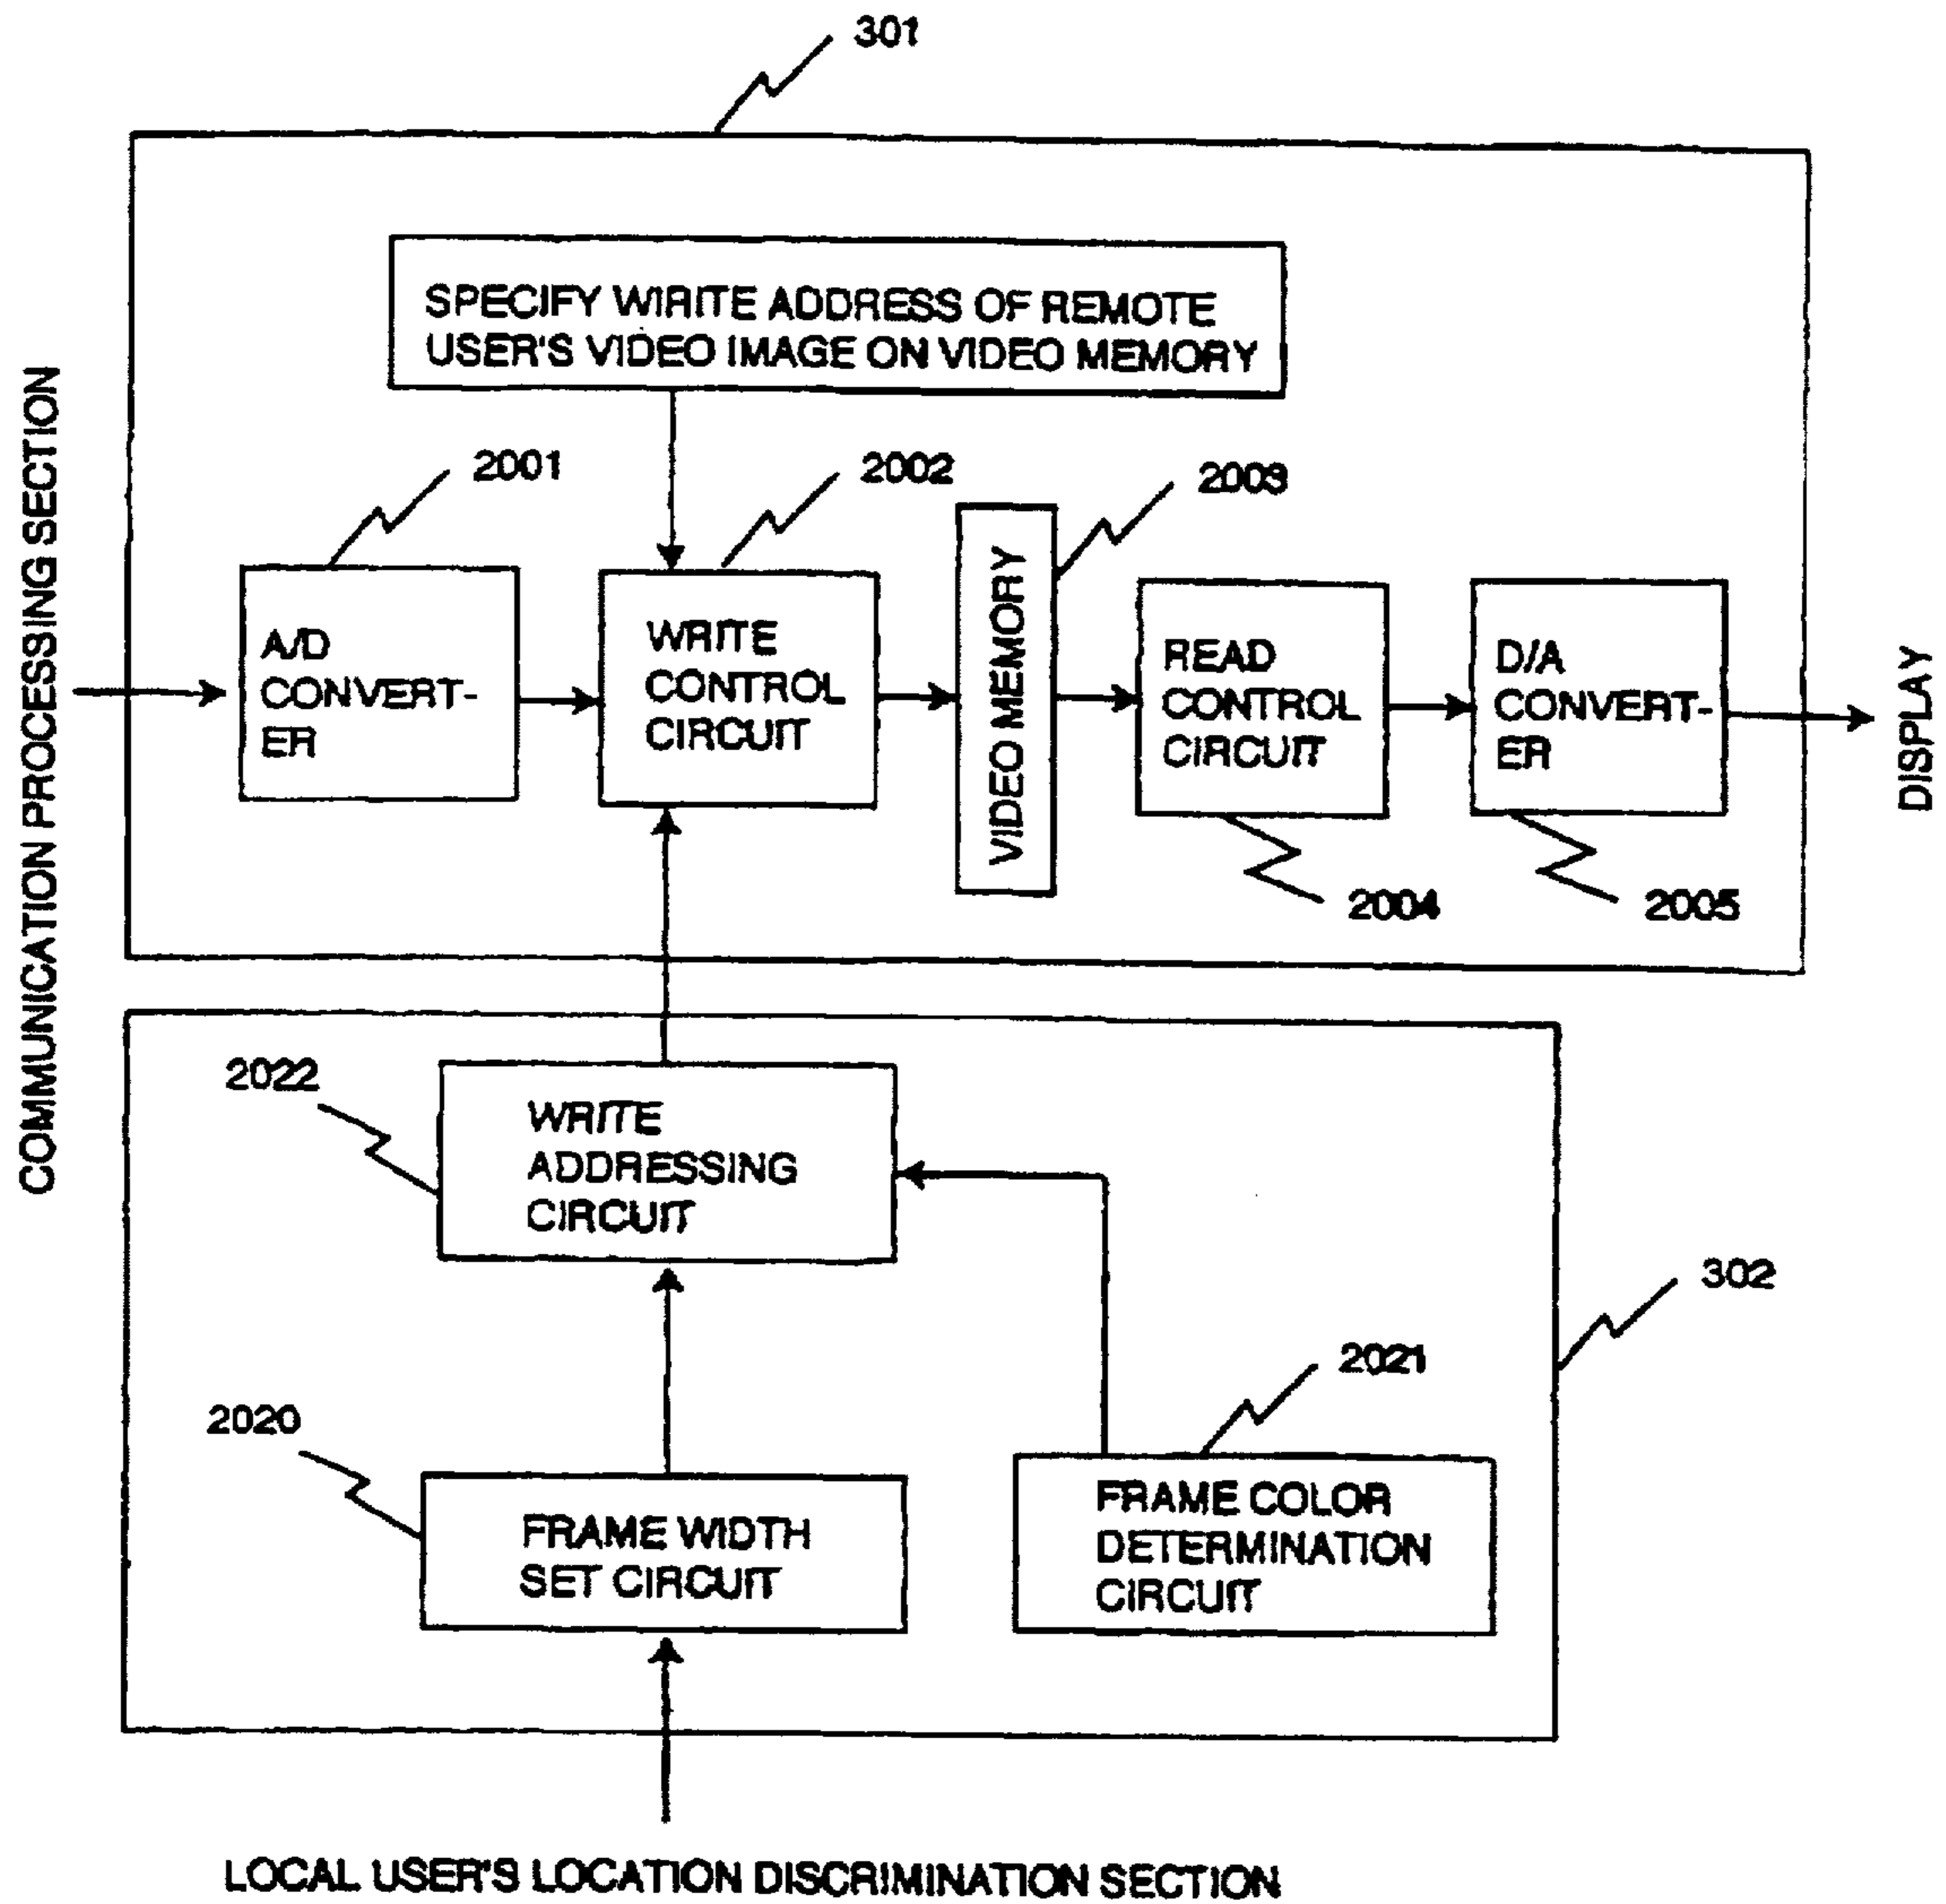 301
SPECIFY WIRITE ADDRESS OF REMOTE
USER'S VIDEO IMAGE ON VIDEO MEMORY
COMMUNICATION PROCESSING SECTION
2001
2002
2003
A/D
CONVERT-
ER
WRITE
CONTROL
CIRCUIT
VIDEO MEMORY
READ
CONTROL
CIRCUIT
D/A
CONVERT-
ER
DISPLAY
2004
2005
2022
WRITE
ADDRESSING
CIRCUIT
302
2021
2020
FRAME WIDTH
SET CIRCUIT
FRAME COLOR
DETERMINATION
CIRCUIT
LOCAL USER'S LOCATION DISCRIMINATION SECTION